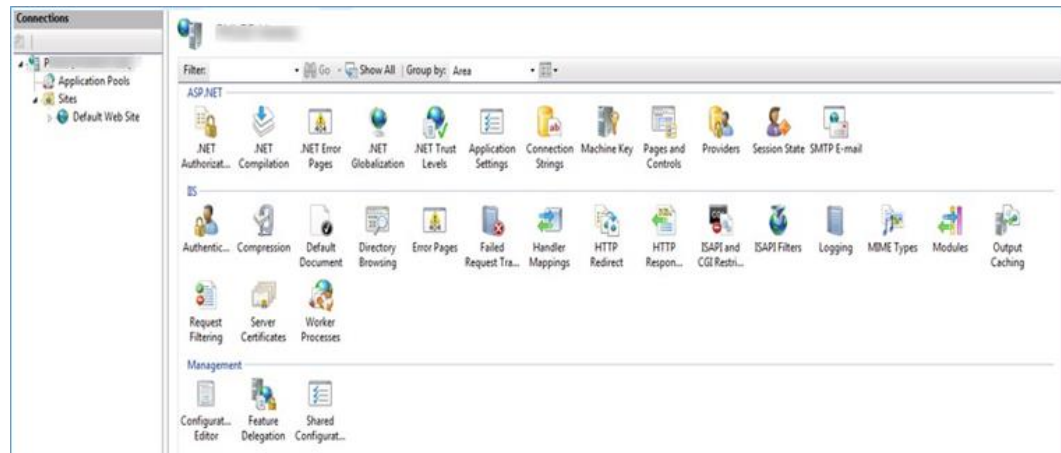 Connections
P
Application Pools
Sites
Default Web Site
Filter:
Go
Show All
Group by: Area
ASP.NET
.NET Authorizat...
.NET Compilation
.NET Error Pages
.NET Globalization
.NET Trust Levels
Application Settings
Connection Strings
Machine Key
Pages and Controls
Providers
Session State
SMTP E-mail
IIS
Authentic...
Compression
Default Document
Directory Browsing
Error Pages
Failed Request Tra...
Handler Mappings
HTTP Redirect
HTTP Respon...
ISAPI and CGI Restri...
ISAPI Filters
Logging
MIME Types
Modules
Output Caching
Request Filtering
Server Certificates
Worker Processes
Management
Configurat... Editor
Feature Delegation
Shared Configurat...